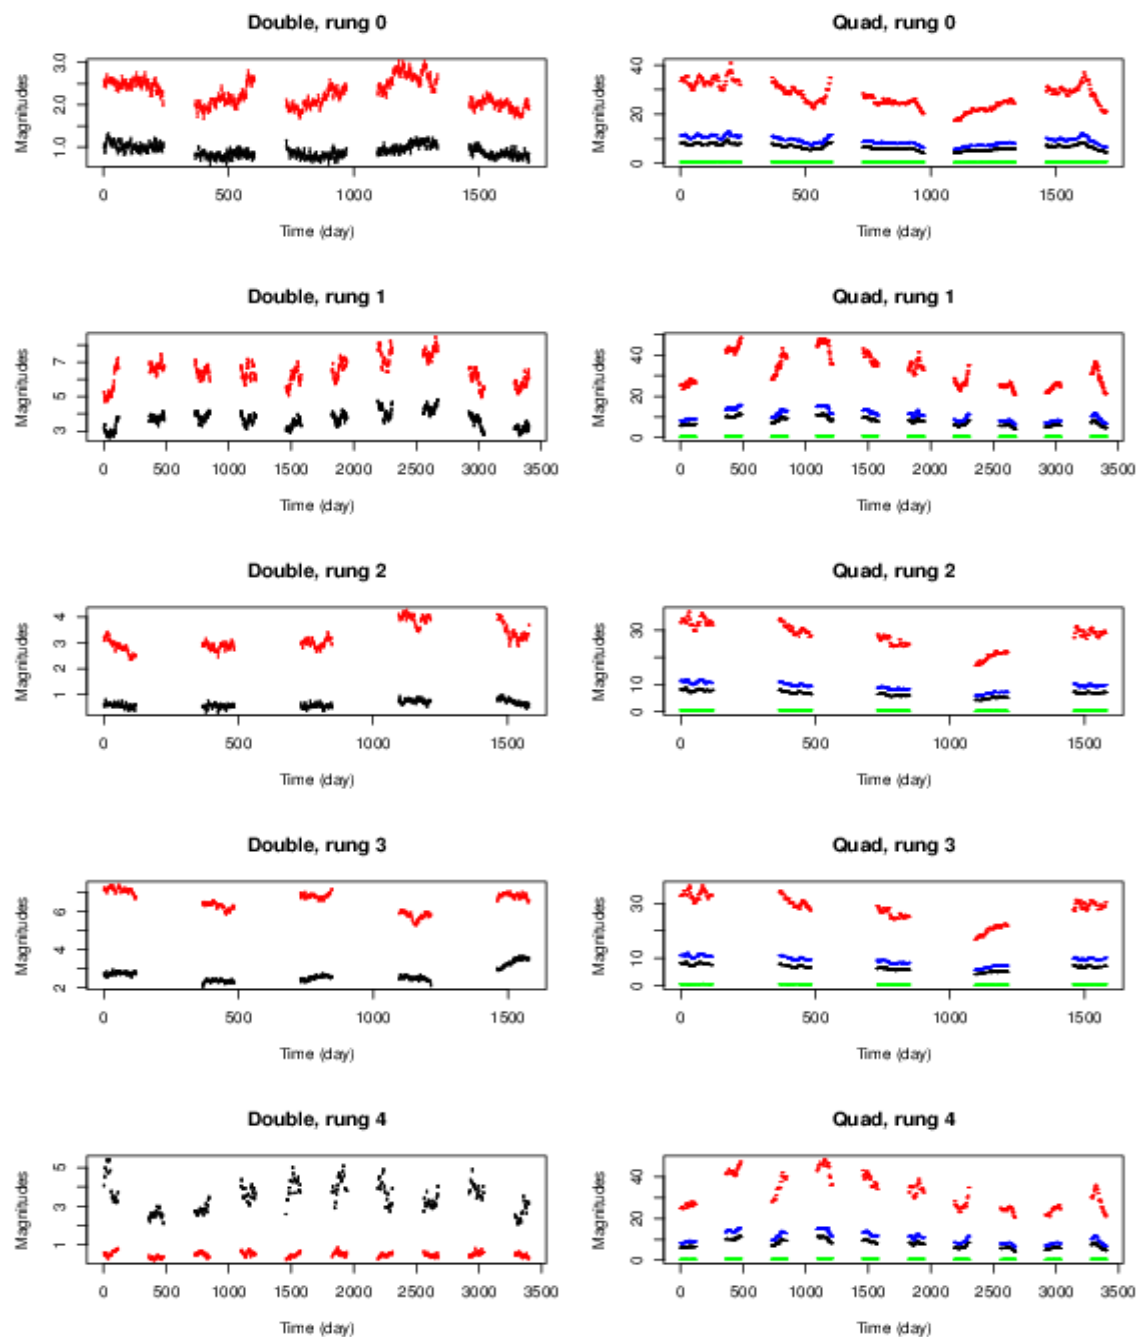 Double, rung 0
Magnitudes
3.0
2.0
1.0
0 500 1000 1500
Time (day)
Quad, rung 0
Magnitudes
40
20
0
0 500 1000 1500
Time (day)
Double, rung 1
Magnitudes
7
5
3
0 500 1000 1500 2000 2500 3000 3500
Time (day)
Quad, rung 1
Magnitudes
40
20
0
0 500 1000 1500 2000 2500 3000 3500
Time (day)
Double, rung 2
Magnitudes
4
3
2
1
0 500 1000 1500
Time (day)
Quad, rung 2
Magnitudes
30
10
0
0 500 1000 1500
Time (day)
Double, rung 3
Magnitudes
6
4
2
0 500 1000 1500
Time (day)
Quad, rung 3
Magnitudes
30
10
0
0 500 1000 1500
Time (day)
Double, rung 4
Magnitudes
5
3
1
0 500 1000 1500 2000 2500 3000 3500
Time (day)
Quad, rung 4
Magnitudes
40
20
0
0 500 1000 1500 2000 2500 3000 3500
Time (day)